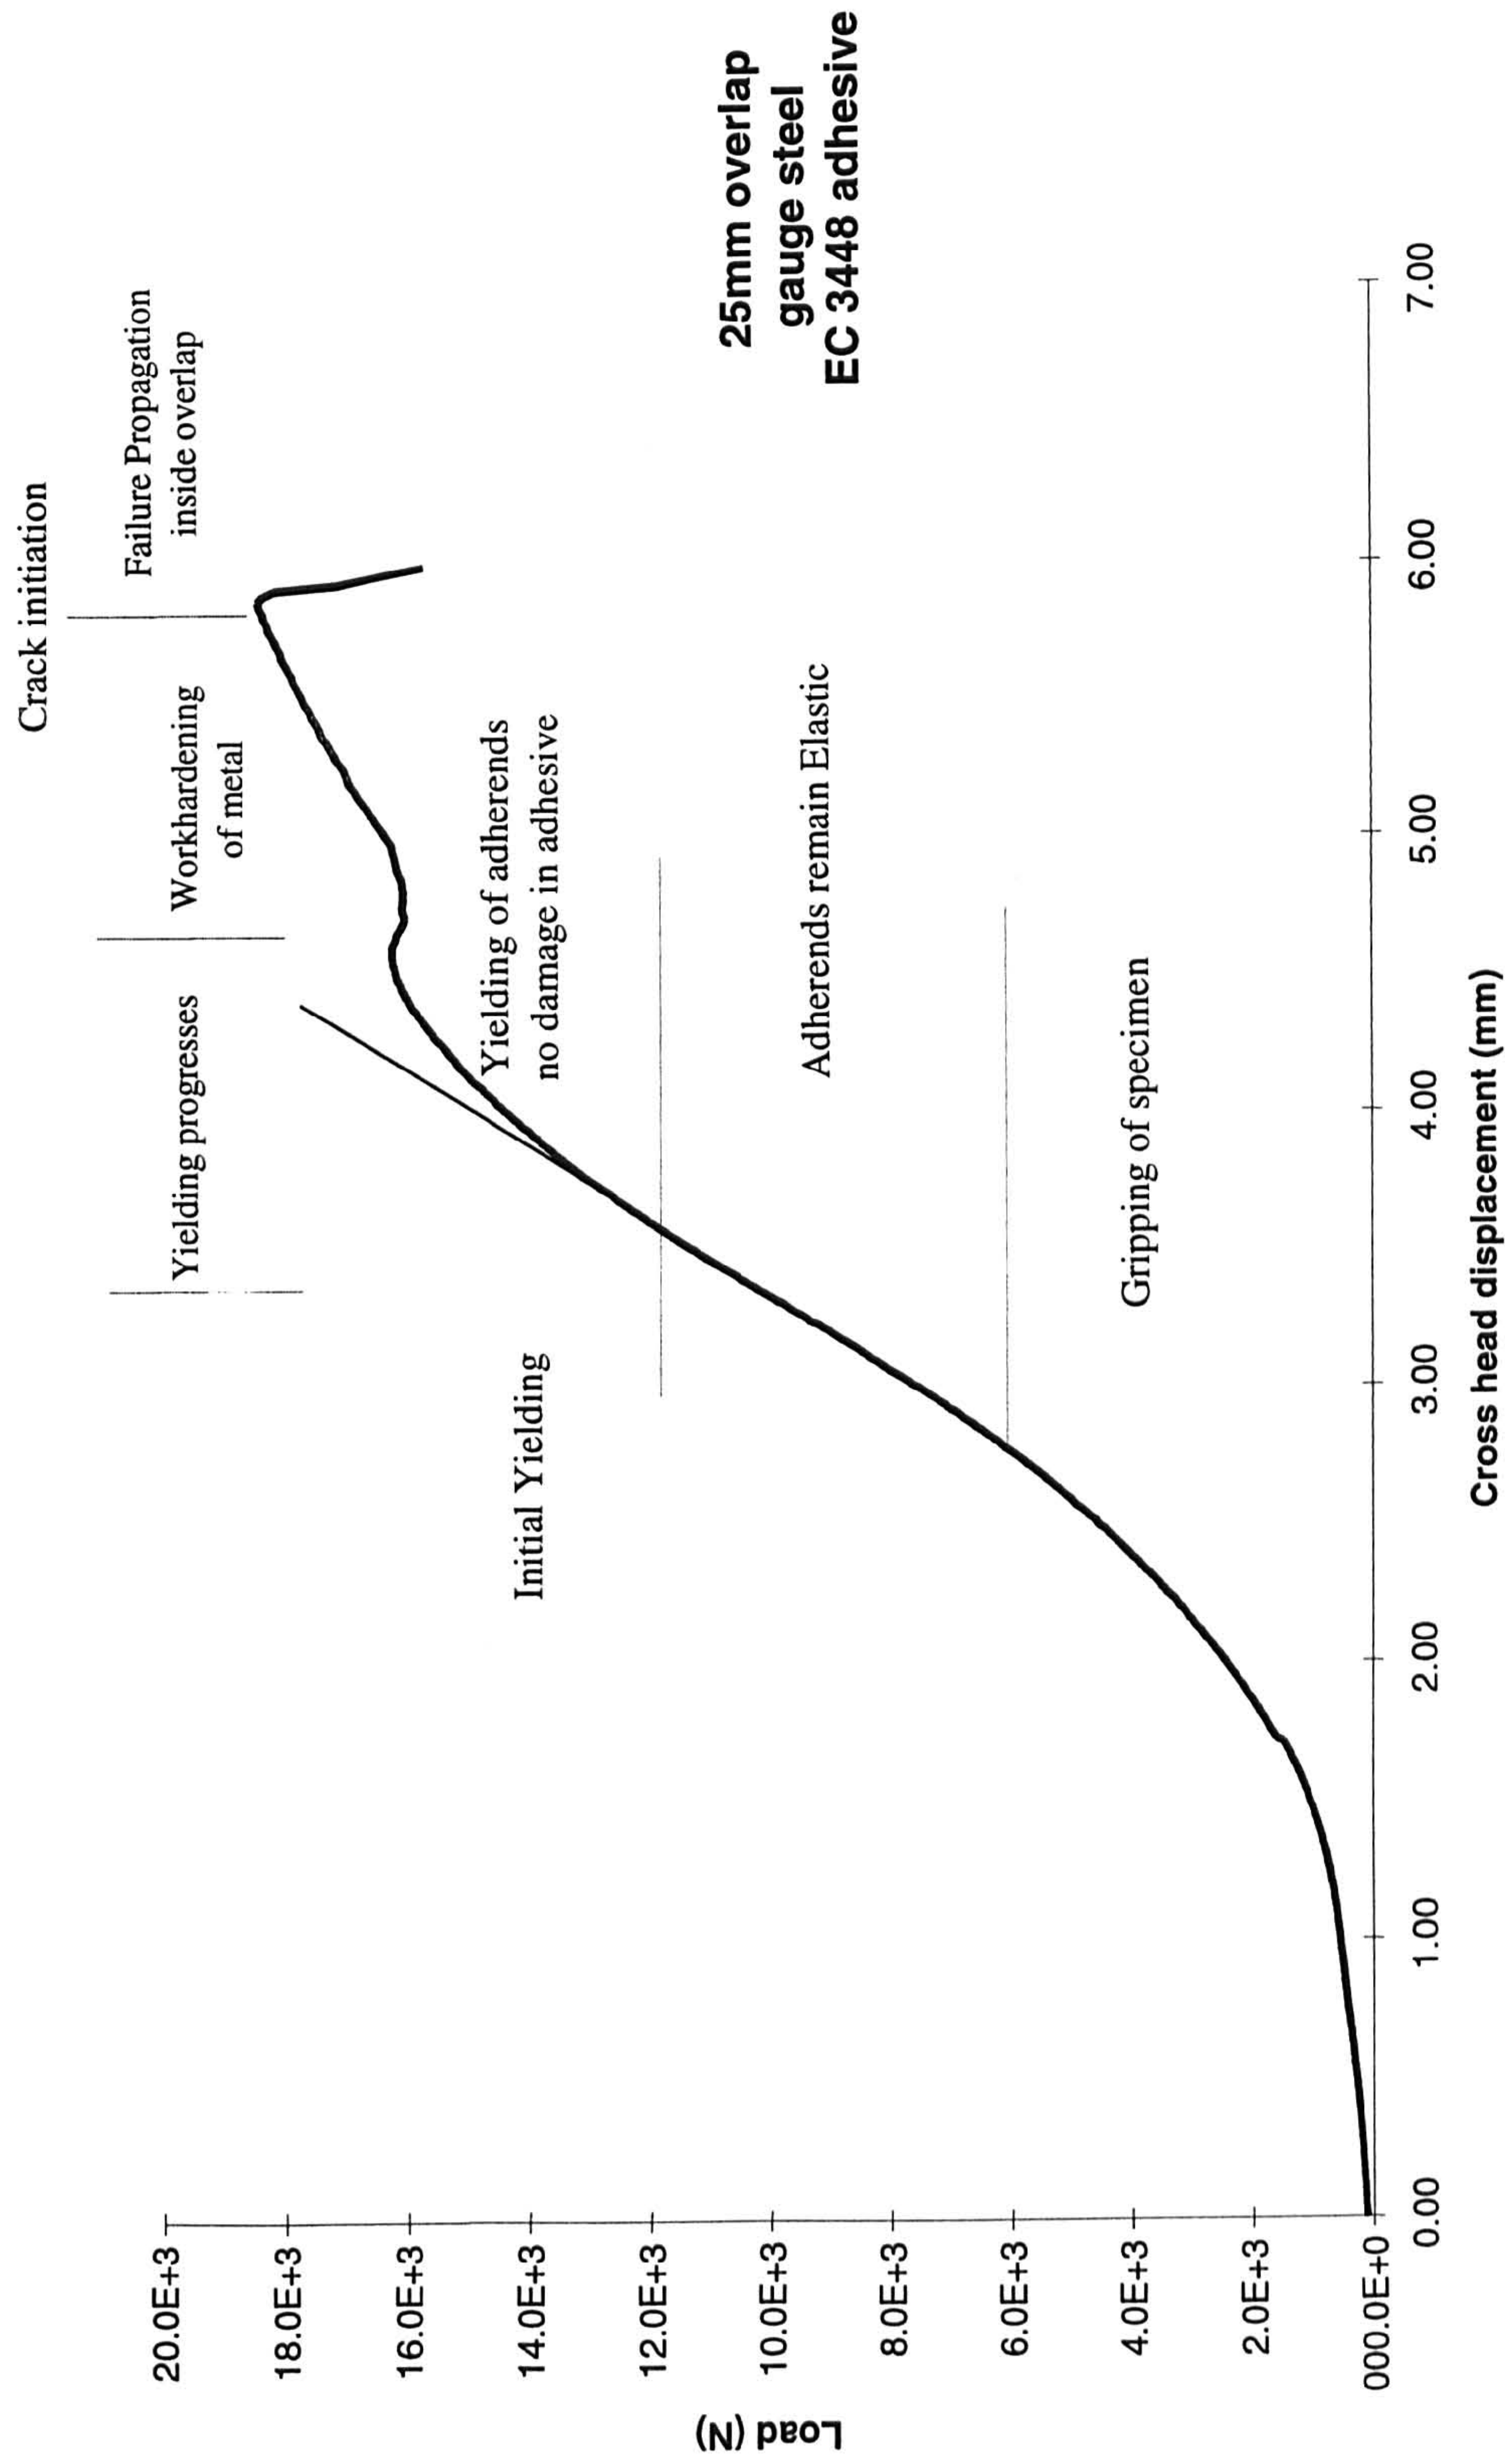 Crack initiation
Failure Propagation
inside overlap
Yielding progresses
Workhardening
of metal
20.0E+3
18.0E+3
16.0E+3
14.0E+3
12.0E+3
10.0E+3
8.0E+3
6.0E+3
4.0E+3
2.0E+3
000.0E+0
Load (N)
Initial Yielding
Yielding of adherends
no damage in adhesive
Adherends remain Elastic
Gripping of specimen
25mm overlap
gauge steel
EC 3448 adhesive
0.00
1.00
2.00
3.00
4.00
5.00
6.00
7.00
Cross head displacement (mm)